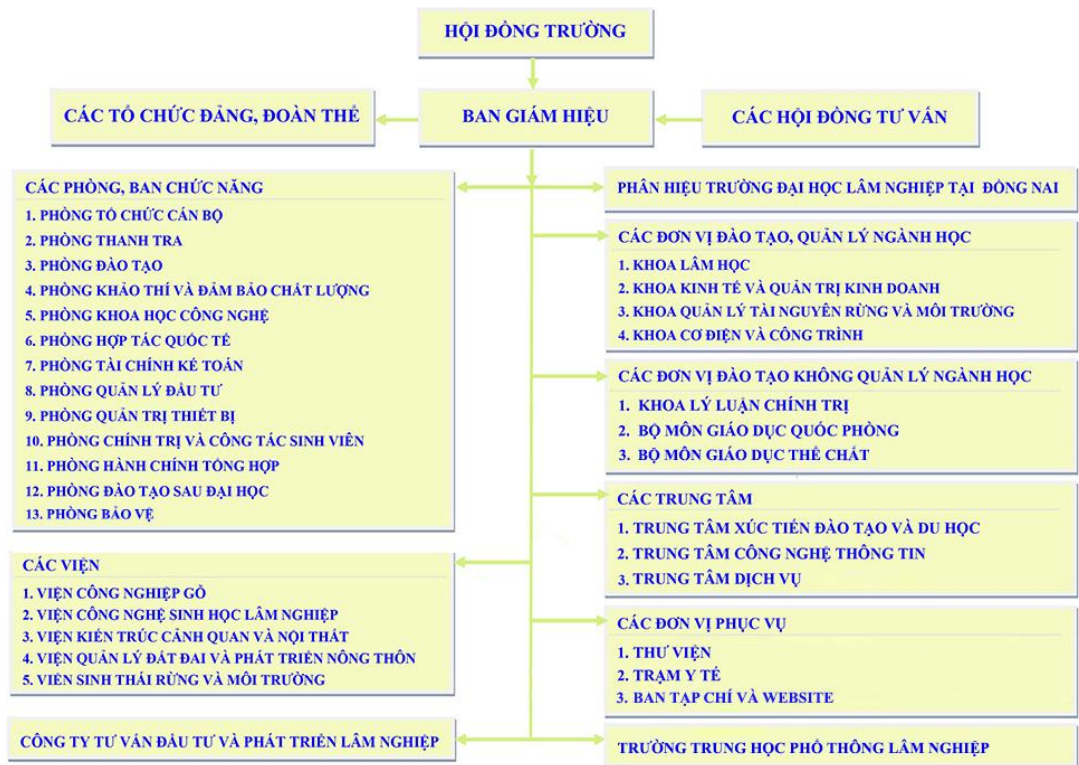 HỘI ĐỒNG TRƯỜNG
CÁC TỔ CHỨC ĐẢNG, ĐOÀN THỂ
BAN GIÁM HIỆU
CÁC HỘI ĐỒNG TƯ VẤN
CÁC PHÒNG, BAN CHỨC NĂNG
1. PHÒNG TỔ CHỨC CÁN BỘ
2. PHÒNG THANH TRA
3. PHÒNG ĐÀO TẠO
4. PHÒNG KHẢO THÍ VÀ ĐẢM BẢO CHẤT LƯỢNG
5. PHÒNG KHOA HỌC CÔNG NGHỆ
6. PHÒNG HỢP TÁC QUỐC TẾ
7. PHÒNG TÀI CHÍNH KẾ TOÁN
8. PHÒNG QUẢN LÝ ĐẦU TƯ
9. PHÒNG QUẢN TRỊ THIẾT BỊ
10. PHÒNG CHÍNH TRỊ VÀ CÔNG TÁC SINH VIÊN
11. PHÒNG HÀNH CHÍNH TỔNG HỢP
12. PHÒNG ĐÀO TẠO SAU ĐẠI HỌC
13. PHÒNG BẢO VỆ
CÁC VIỆN
1. VIỆN CÔNG NGHIỆP GỖ
2. VIỆN CÔNG NGHỆ SINH HỌC LÂM NGHIỆP
3. VIỆN KIẾN TRÚC CẢNH QUAN VÀ NỘI THẤT
4. VIỆN QUẢN LÝ ĐẤT ĐAI VÀ PHÁT TRIỂN NÔNG THÔN
5. VIÊN SINH THÁI RỪNG VÀ MÔI TRƯỜNG
CÔNG TY TƯ VẤN ĐẦU TƯ VÀ PHÁT TRIỂN LÂM NGHIỆP
PHÂN HIỆU TRƯỜNG ĐẠI HỌC LÂM NGHIỆP TẠI ĐỒNG NAI
CÁC ĐƠN VỊ ĐÀO TẠO, QUẢN LÝ NGÀNH HỌC
1. KHOA LÂM HỌC
2. KHOA KINH TẾ VÀ QUẢN TRỊ KINH DOANH
3. KHOA QUẢN LÝ TÀI NGUYÊN RỪNG VÀ MÔI TRƯỜNG
4. KHOA CƠ ĐIỆN VÀ CÔNG TRÌNH
CÁC ĐƠN VỊ ĐÀO TẠO KHÔNG QUẢN LÝ NGÀNH HỌC
1. KHOA LÝ LUẬN CHÍNH TRỊ
2. BỘ MÔN GIÁO DỤC QUỐC PHÒNG
3. BỘ MÔN GIÁO DỤC THỂ CHẤT
CÁC TRUNG TÂM
1. TRUNG TÂM XÚC TIẾN ĐÀO TẠO VÀ DU HỌC
2. TRUNG TÂM CÔNG NGHỆ THÔNG TIN
3. TRUNG TÂM DỊCH VỤ
CÁC ĐƠN VỊ PHỤC VỤ
1. THƯ VIỆN
2. TRẠM Y TẾ
3. BAN TẠP CHÍ VÀ WEBSITE
TRƯỜNG TRUNG HỌC PHỔ THÔNG LÂM NGHIỆP